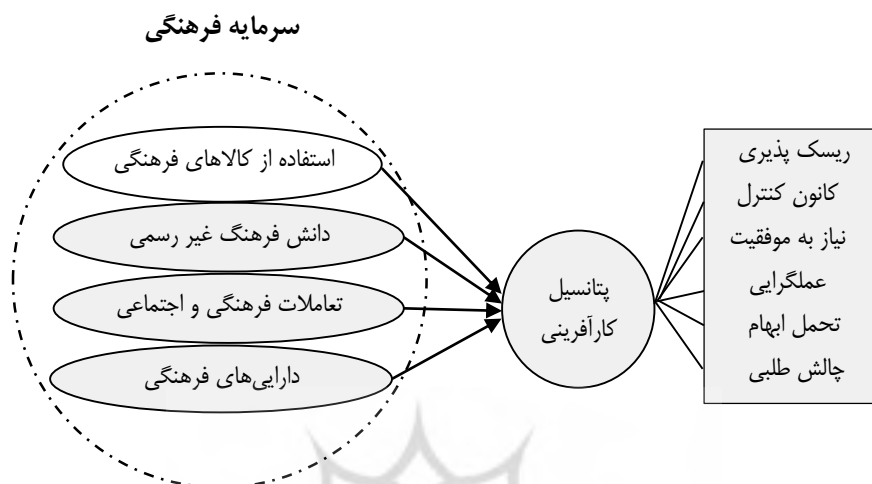 سرمایه فرهنگی
استفاده از کالاهای فرهنگی
دانش فرهنگ غیر رسمی
تعاملات فرهنگی و اجتماعی
دارایی‌های فرهنگی
پتانسیل
کارآفرینی
ریسک پذیری
کانون کنترل
نیاز به موفقیت
عملگرایی
تحمل ابهام
چالش طلبی